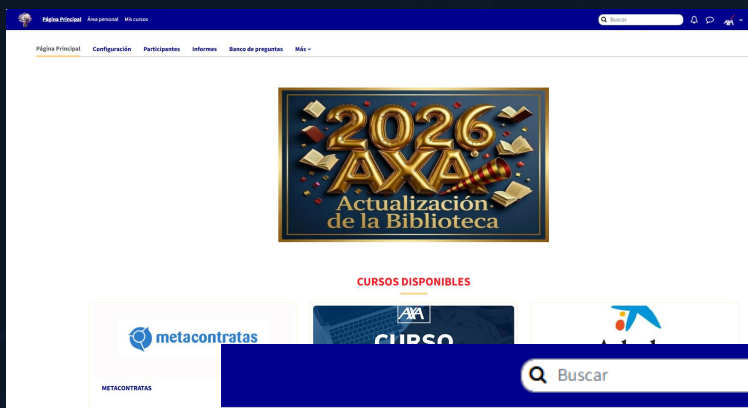 Página Principal Área personal Mis cursos
Buscar
Página Principal Configuración Participantes Informes Banco de preguntas Más
2026
AXA
Actualización
de la Biblioteca
CURSOS DISPONIBLES
metacontratas
AXA
CURSO
METACONTRATAS
Buscar